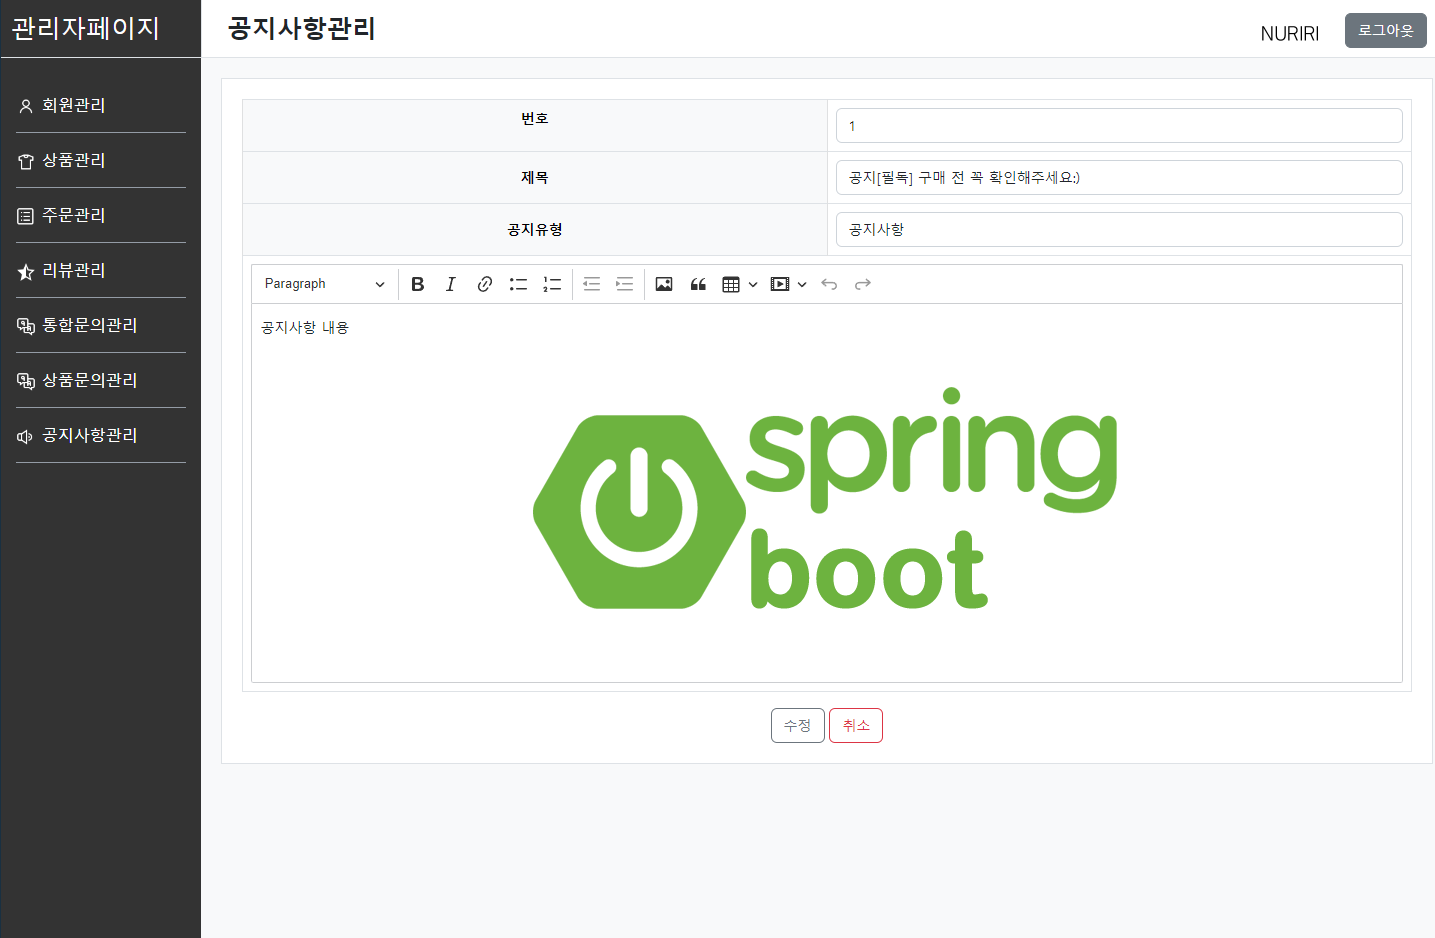 관리자페이지
공지사항관리
NURIRI
로그아웃
회원관리
상품관리
주문관리
리뷰관리
통합문의관리
상품문의관리
공지사항관리
번호
1
제목
공지[필독] 구매 전 꼭 확인해주세요:)
공지유형
공지사항
Paragraph
공지사항 내용
spring
boot
수정
취소